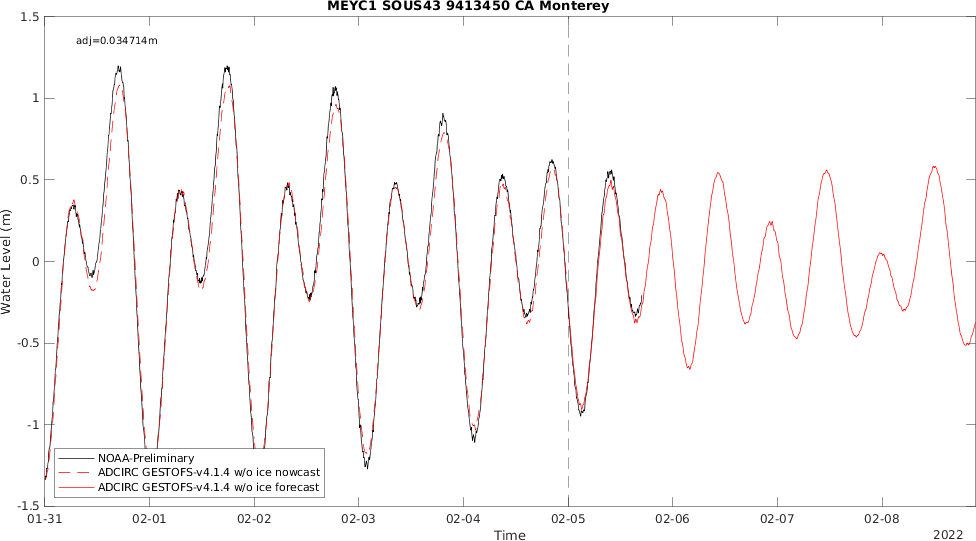 MEYC1 SOUS43 9413450 CA Monterey
adj=0.034714m
1.5
1
0.5
0
-0.5
-1
-1.5
Water Level (m)
NOAA-Preliminary
ADCIRC GESTOFS-v4.1.4 w/o ice nowcast
ADCIRC GESTOFS-v4.1.4 w/o ice forecast
01-31 02-01 02-02 02-03 02-04 02-05 02-06 02-07 02-08
Time
2022